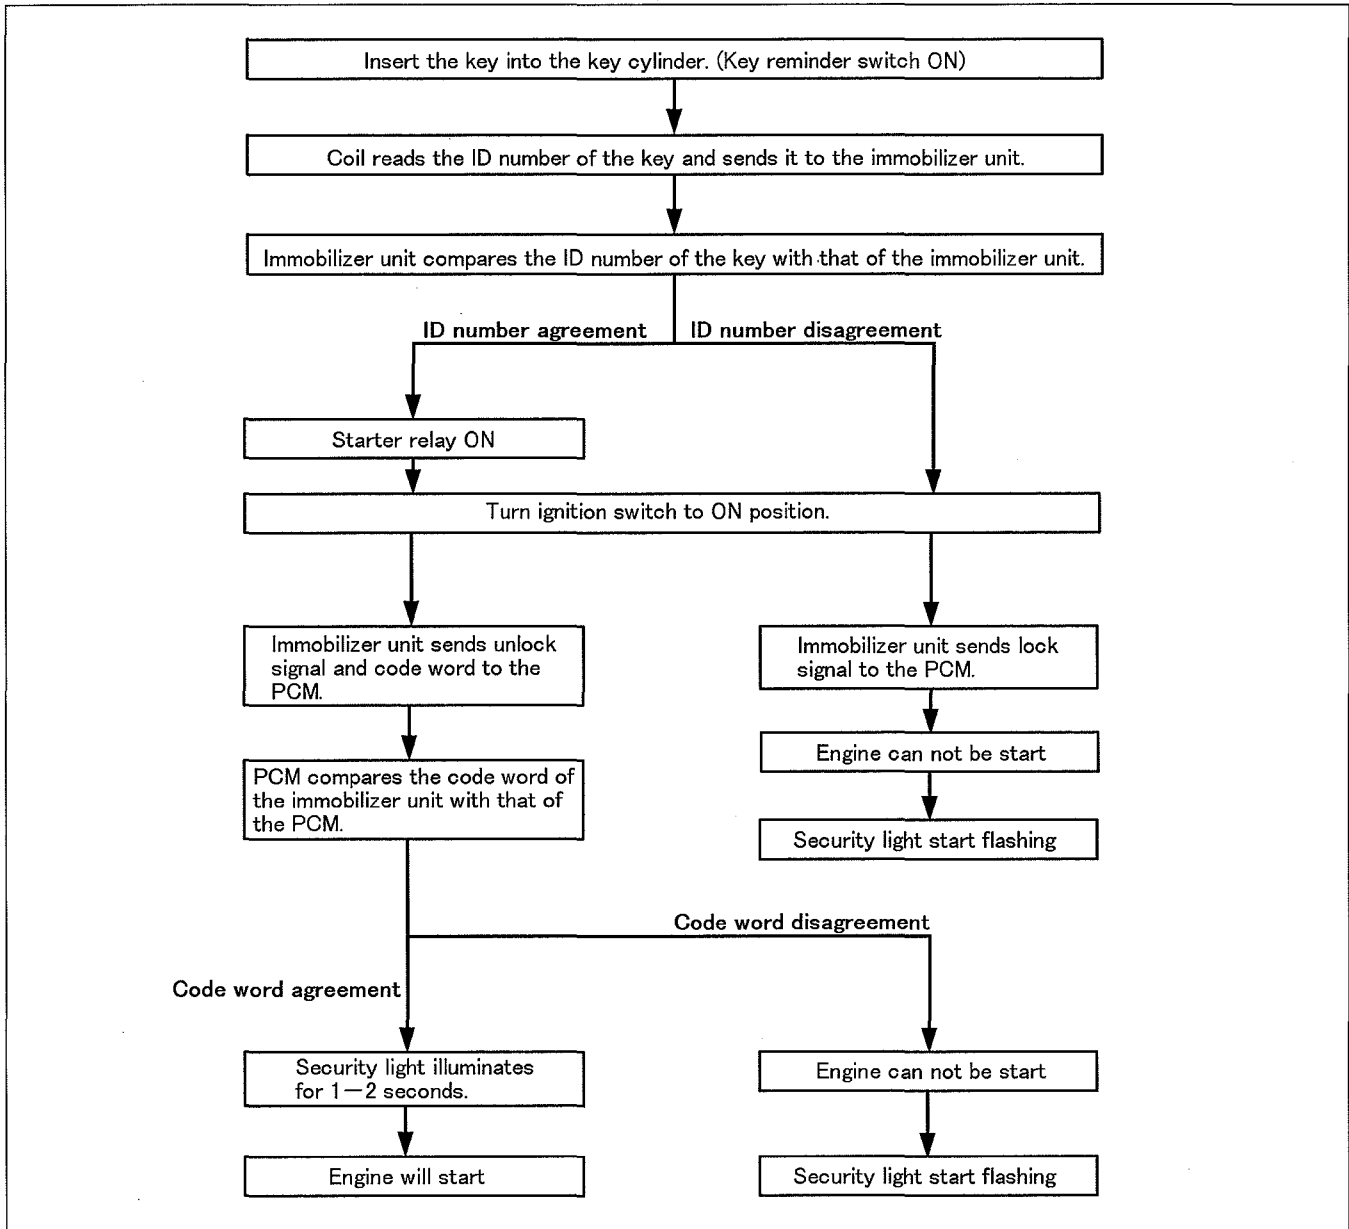 Insert the key into the key cylinder. (Key reminder switch ON)
Coil reads the ID number of the key and sends it to the immobilizer unit.
Immobilizer unit compares the ID number of the key with that of the immobilizer unit.
ID number agreement
ID number disagreement
Starter relay ON
Turn ignition switch to ON position.
Immobilizer unit sends unlock
signal and code word to the
PCM.
Immobilizer unit sends lock
signal to the PCM.
Engine can not be start
PCM compares the code word of
the immobilizer unit with that of
the PCM.
Security light start flashing
Code word disagreement
Code word agreement
Security light illuminates
for 1—2 seconds.
Engine can not be start
Engine will start
Security light start flashing